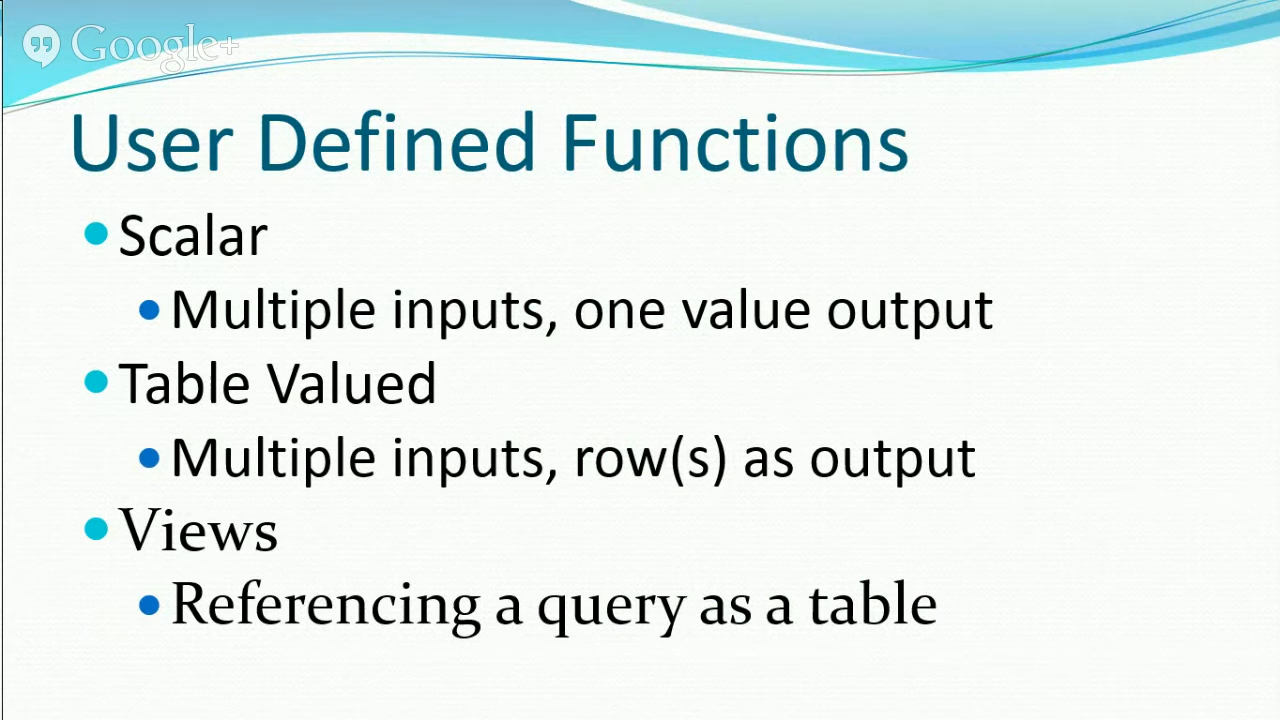 Google+
User Defined Functions
• Scalar
• Multiple inputs, one value output
• Table Valued
• Multiple inputs, row(s) as output
• Views
• Referencing a query as a table